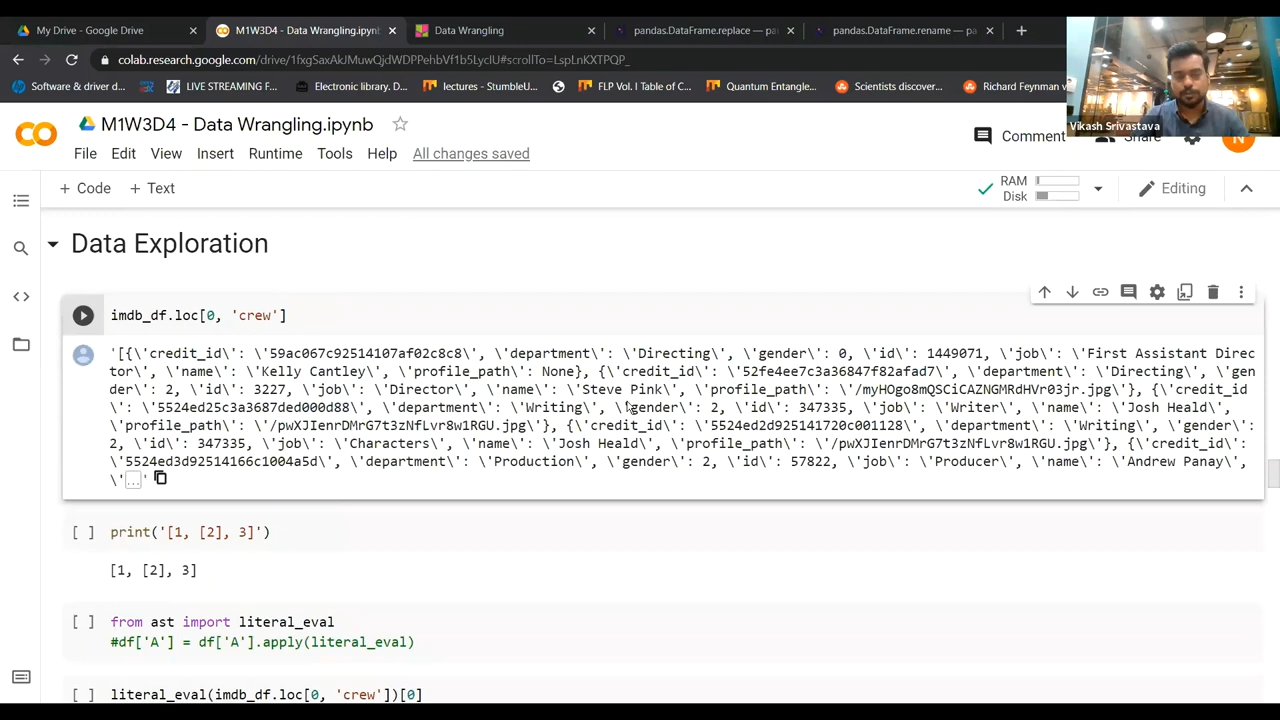 My Drive - Google Drive
M1W3D4 - Data Wrangling.ipynb
Data Wrangling
pandas.DataFrame.replace — pan
pandas.DataFrame.rename — pa
colab.research.google.com/drive/1fxgSaxAkJMuwQjdWDPPehbVf1b5LycIU#scrollTo=LspLnKXTPQP_
Software & driver d...
LIVE STREAMING F...
Electronic library. D...
lectures - StumbleU...
FLP Vol. I Table of C...
Quantum Entangle...
Scientists discover...
Richard Feynman
Vikash Srivastava
M1W3D4 - Data Wrangling.ipynb
Comment
Share
N
File Edit View Insert Runtime Tools Help All changes saved
+ Code + Text
RAM
Disk
Editing
Data Exploration
imdb_df.loc[0, 'crew']
'[{\'credit_id\': \'59ac067c92514107af02c8c8\', \'department\': \'Directing\', \'gender\': 0, \'id\': 1449071, \'job\': \'First Assistant Direc
tor\', \'name\': \'Kelly Cantley\', \'profile_path\': None}, {\'credit_id\': \'52fe4ee7c3a36847f82afad7\', \'department\': \'Directing\', \'gen
der\': 2, \'id\': 3227, \'job\': \'Director\', \'name\': \'Steve Pink\', \'profile_path\': \'/myHOgo8mQSCiCAZNGMRdHVr03jr.jpg\'}, {\'credit_id
\': \'5524ed25c3a3687ded000d88\', \'department\': \'Writing\', \'gender\': 2, \'id\': 347335, \'job\': \'Writer\', \'name\': \'Josh Heald\',
\'profile_path\': \'/pwXJIenrDMrG7t3zNfLvr8w1RGU.jpg\'}, {\'credit_id\': \'5524ed2d92514172­0c001128\', \'department\': \'Writing\', \'gender\':
2, \'id\': 347335, \'job\': \'Characters\', \'name\': \'Josh Heald\', \'profile_path\': \'/pwXJIenrDMrG7t3zNfLvr8w1RGU.jpg\'}, {\'credit_id\':
\'5524ed3d92514166c1004a5d\', \'department\': \'Production\', \'gender\': 2, \'id\': 57822, \'job\': \'Producer\', \'name\': \'Andrew Panay\',
\'...'
[ ] print('[1, [2], 3]')
[1, [2], 3]
[ ] from ast import literal_eval
#df['A'] = df['A'].apply(literal_eval)
[ ] literal_eval(imdb_df.loc[0, 'crew'])[0]